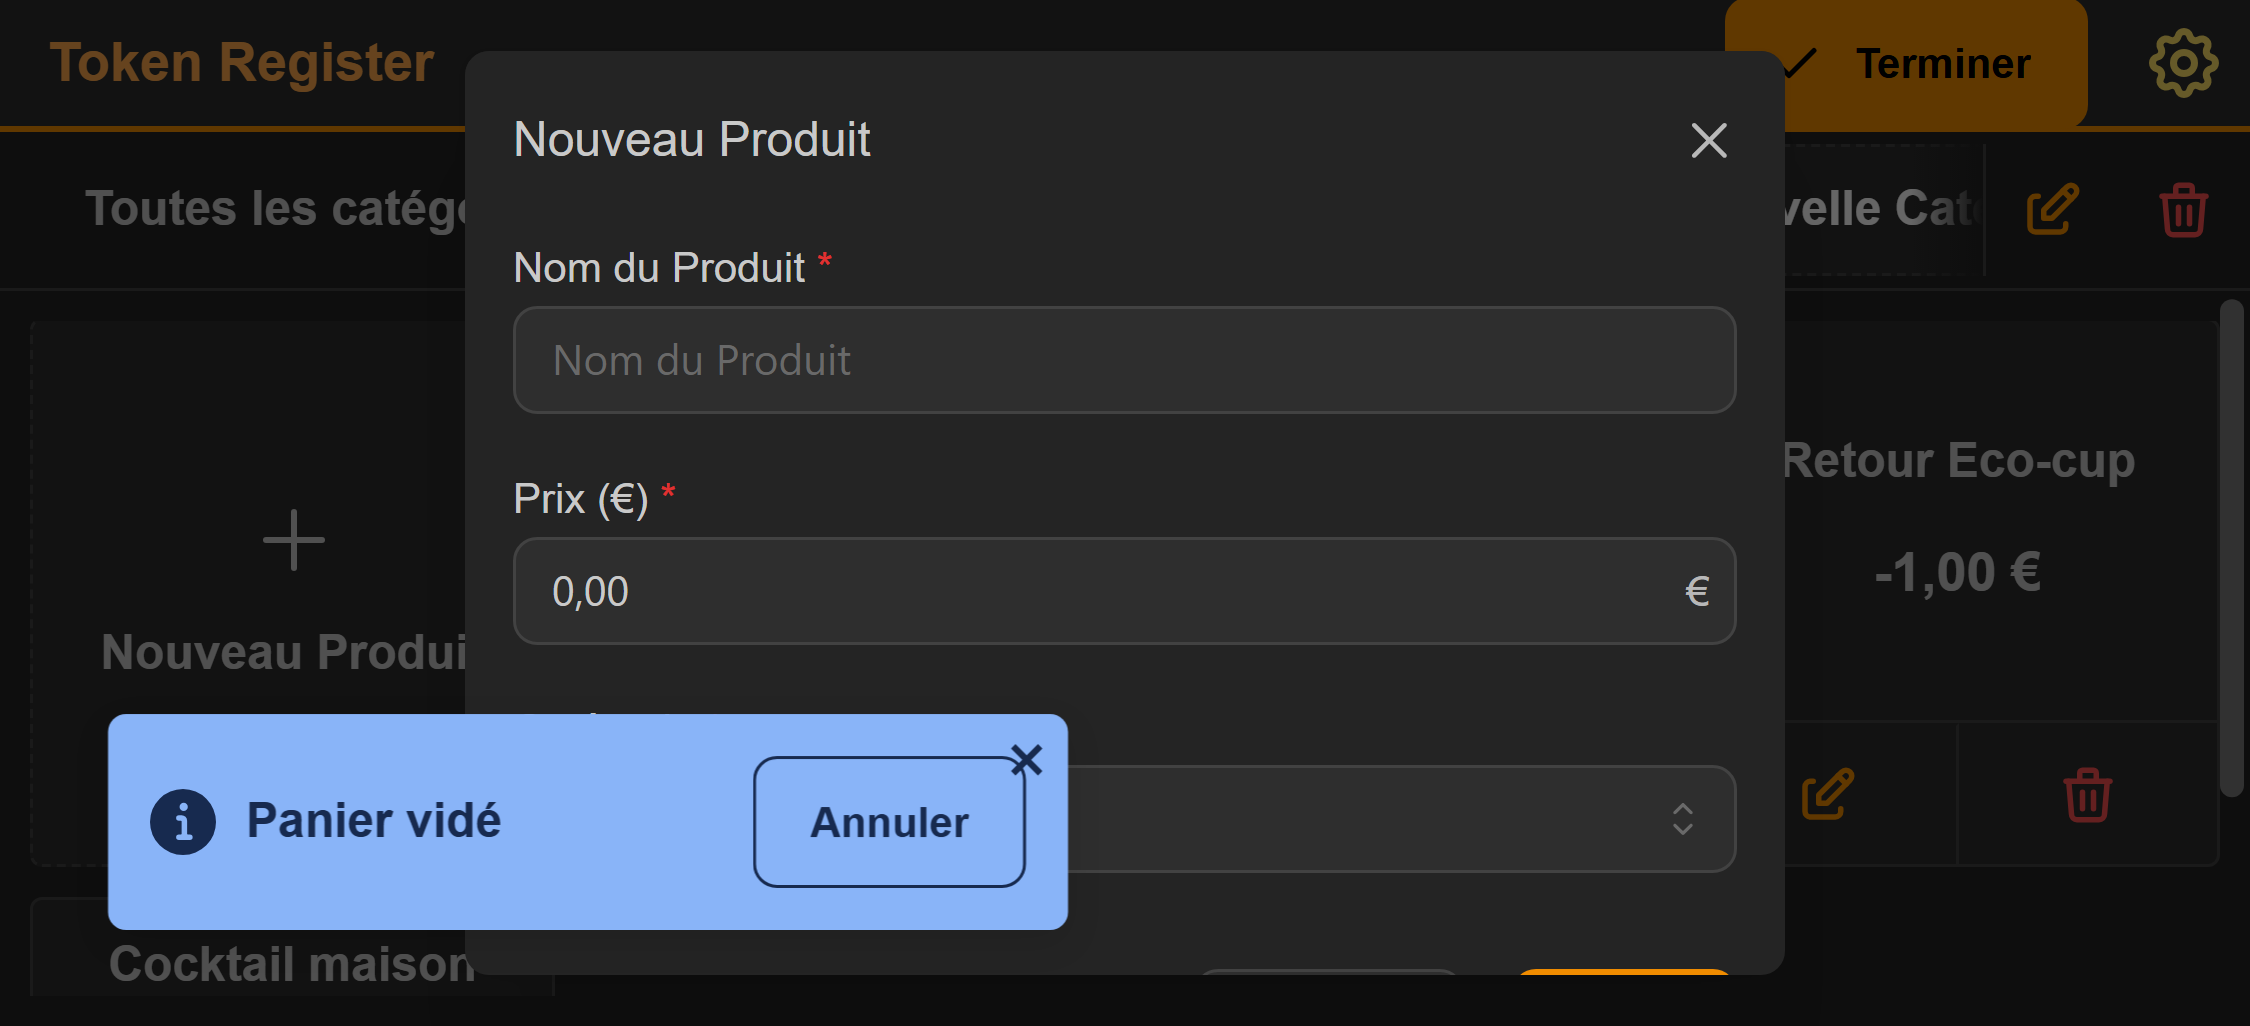 Token Register
Terminer
Toutes les catégo
velle Cat
Nouveau Produit
Nom du Produit *
Nom du Produit
Prix (€) *
0,00 €
Nouveau Produi
Retour Eco-cup
-1,00 €
Panier vidé
Annuler
Cocktail maison